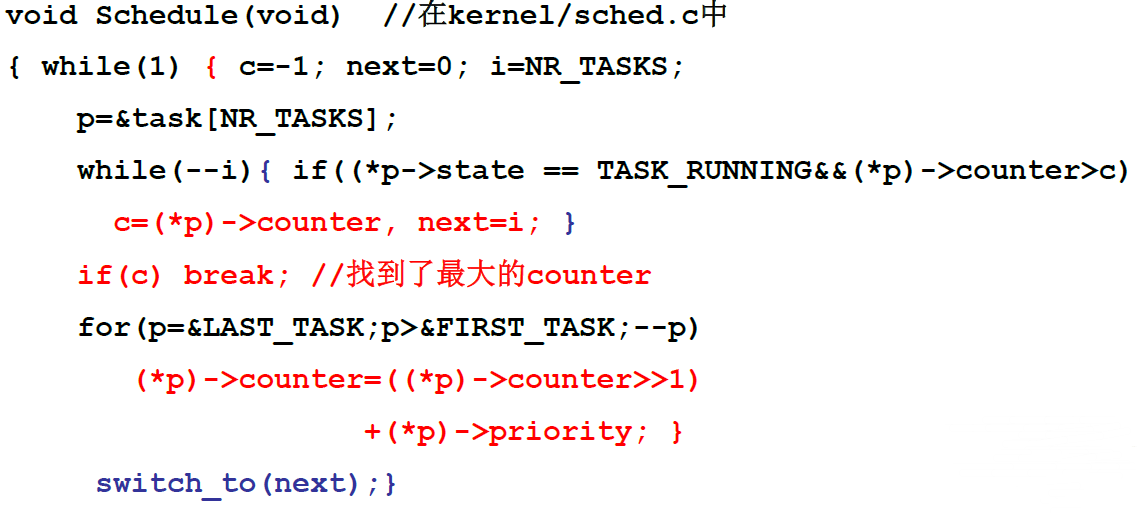 void Schedule(void)  //在kernel/sched.c中
{ while(1) { c=-1; next=0; i=NR_TASKS;
p=&task[NR_TASKS];
while(--i){ if((*p->state == TASK_RUNNING&&(*p)->counter>c)
c=(*p)->counter, next=i; }
if(c) break; //找到了最大的counter
for(p=&LAST_TASK;p>&FIRST_TASK;--p)
(*p)->counter=((*p)->counter>>1)
+(*p)->priority; }
switch_to(next);}